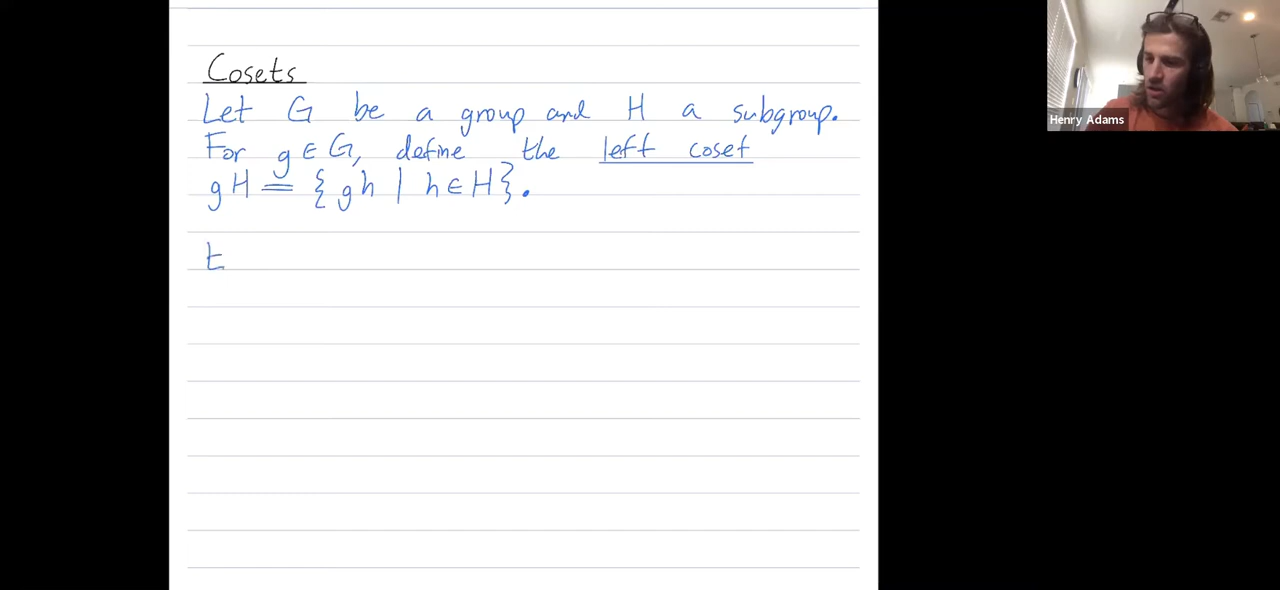 Cosets
Let G be a group and H a subgroup.
For g ∈ G, define the left coset
gH = {gh | h ∈ H}.
t
Henry Adams